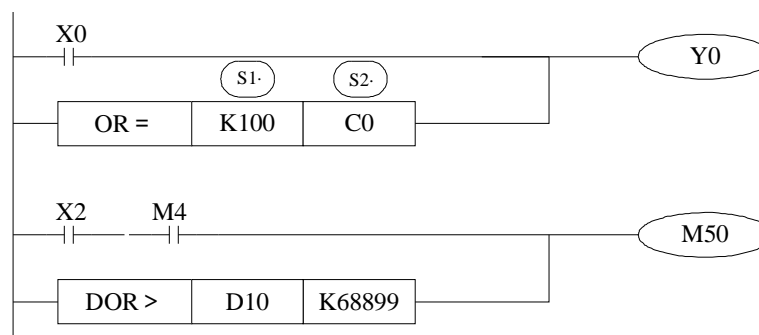 X0
Y0
S1· S2·
OR = K100 C0
X2 M4
M50
DOR > D10 K68899